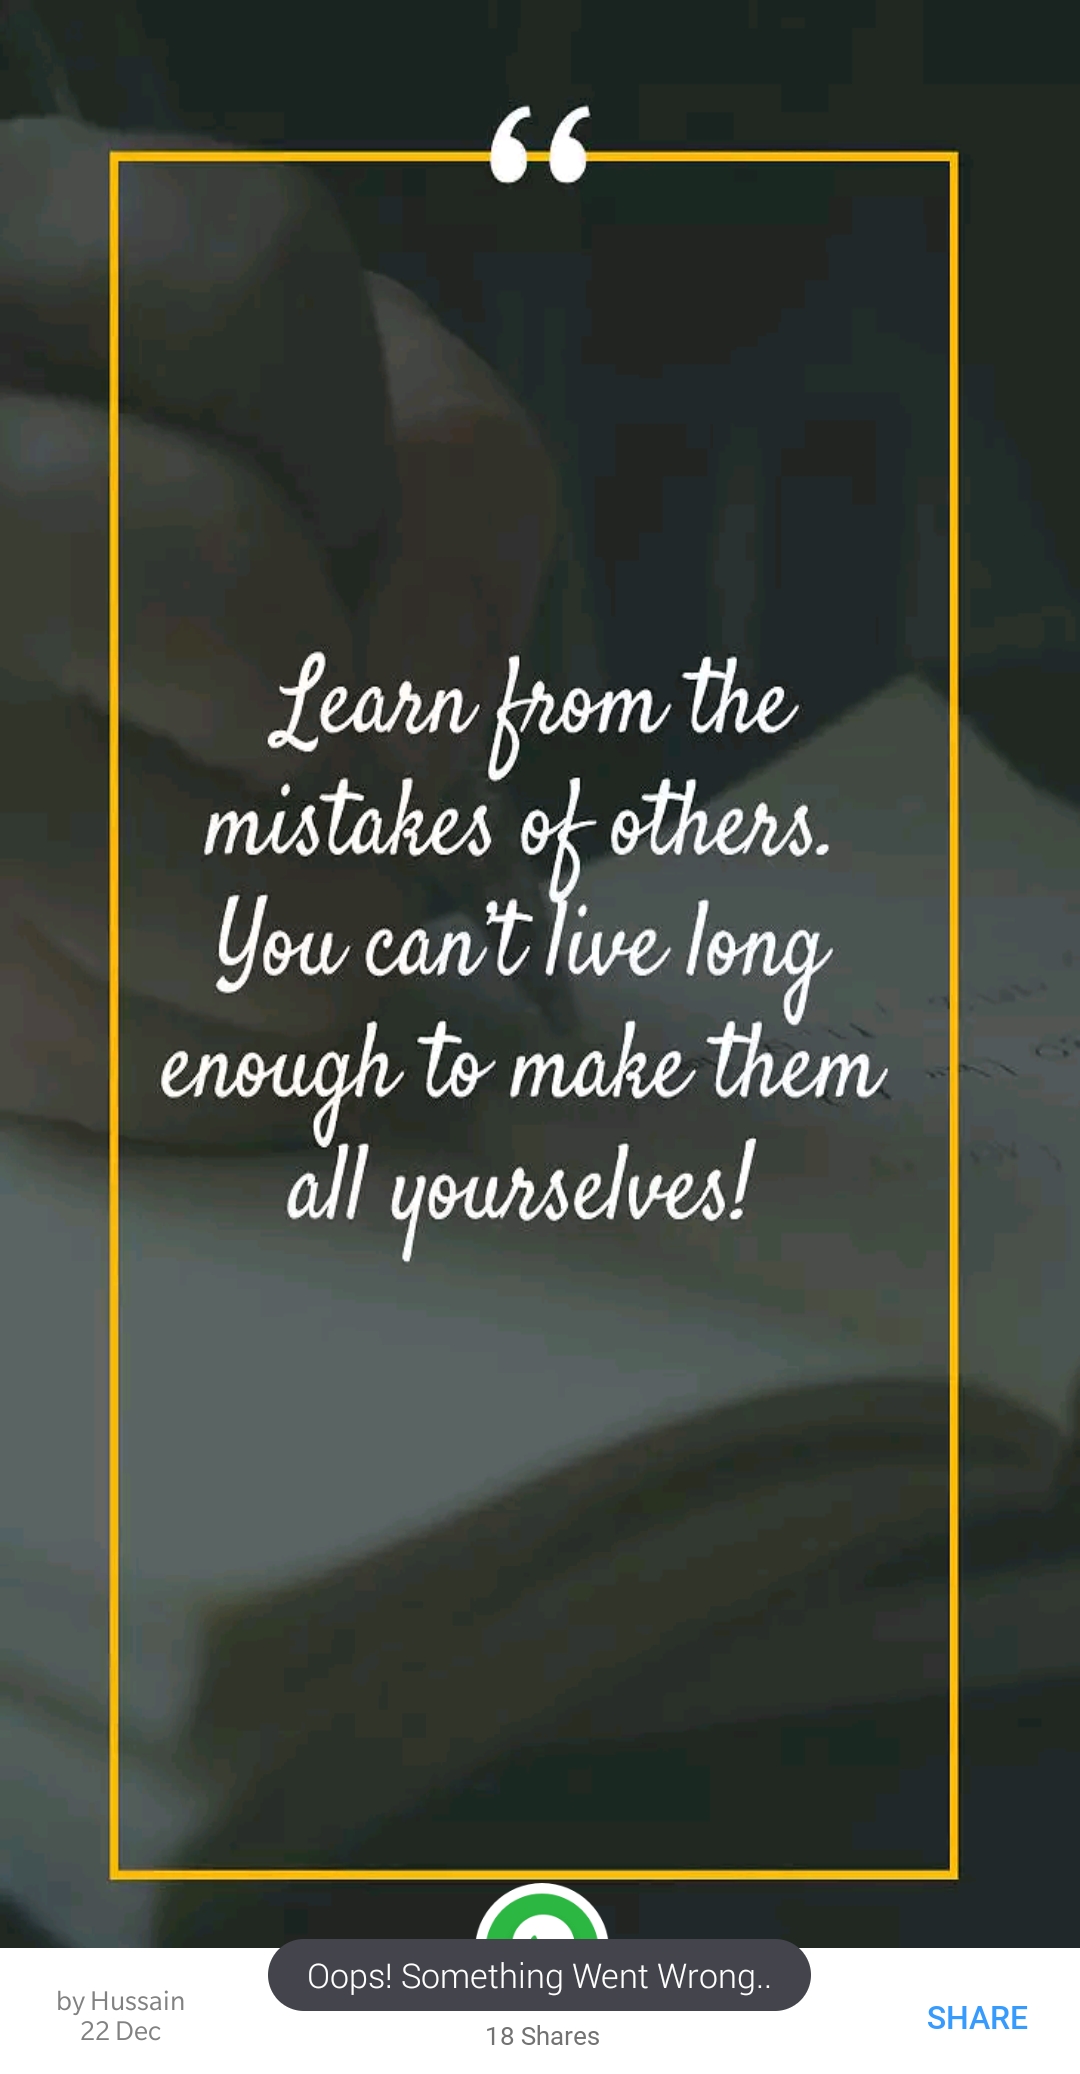 “
Learn from the
mistakes of others.
You can't live long
enough to make them
all yourselves!
Oops! Something Went Wrong..
by Hussain
22 Dec
18 Shares
SHARE